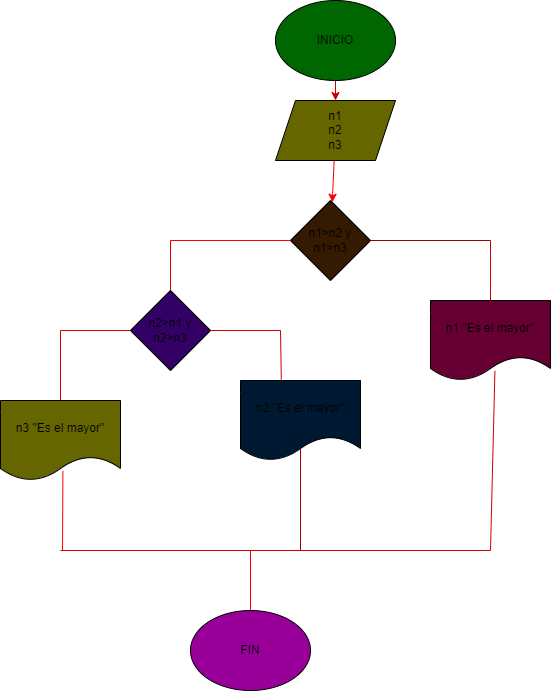 INICIO
n1
n2
n3
n1>n2 y
n1>n3
n2>n1 y
n2>n3
n1 "Es el mayor"
n2 "Es el mayor"
n3 "Es el mayor"
FIN